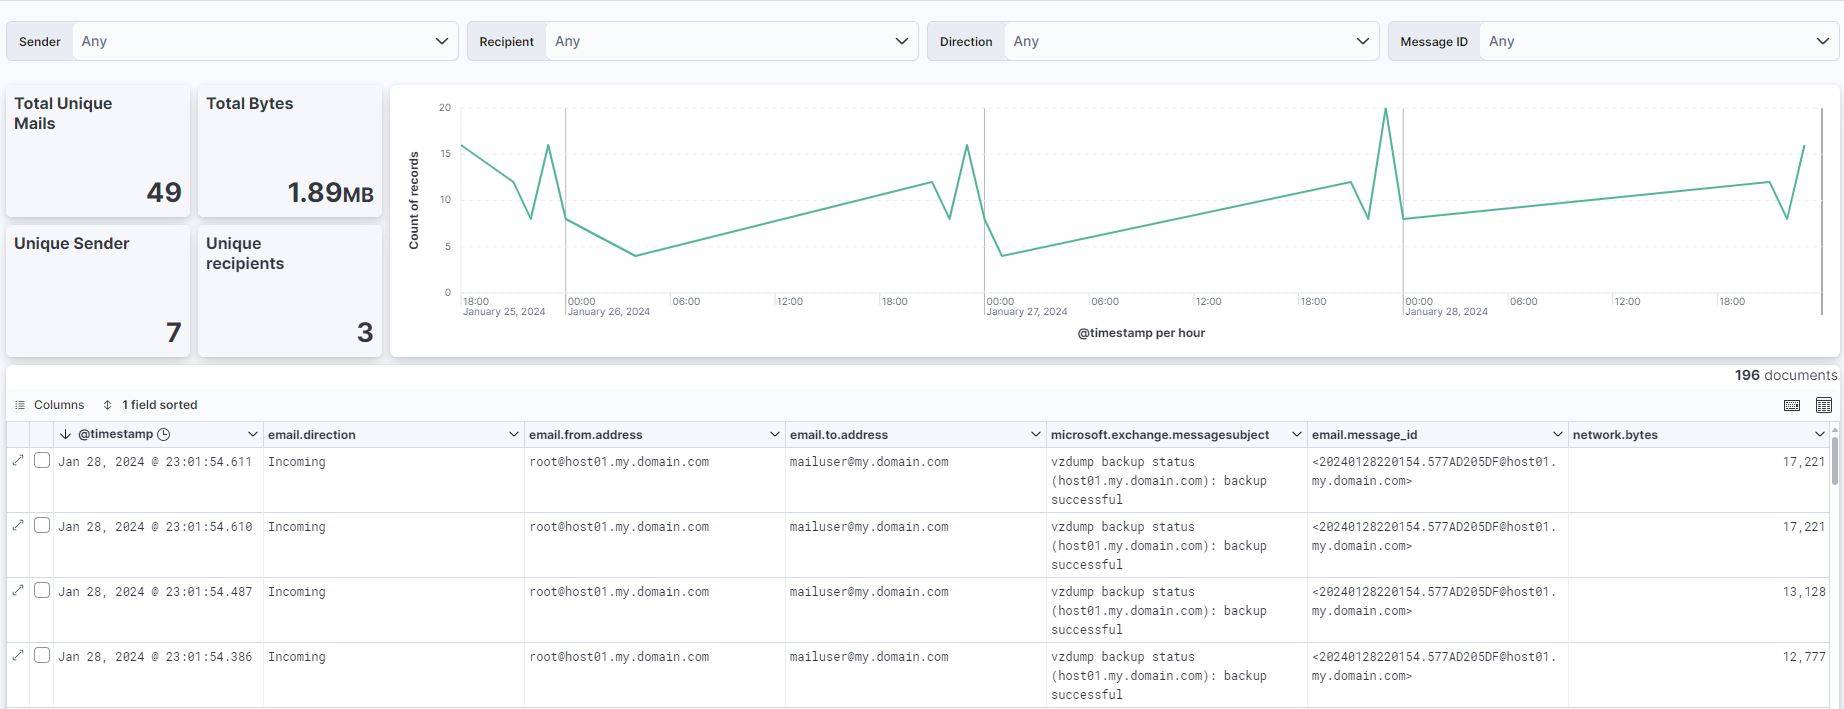 Sender Any Recipient Any Direction Any Message ID Any
Total Unique
Mails
49
Total Bytes
1.89MB
Unique Sender
7
Unique
recipients
3
Count of records
20
15
10
5
0
18:00 00:00 06:00 12:00 18:00 00:00 06:00 12:00 18:00 00:00 06:00 12:00 18:00
January 25, 2024 January 26, 2024 January 27, 2024 January 28, 2024
@timestamp per hour
196 documents
Columns 1 field sorted
@timestamp email.direction email.from.address email.to.address microsoft.exchange.messagesubject email.message_id network.bytes
Jan 28, 2024 @ 23:01:54.611 Incoming root@host01.my.domain.com mailuser@my.domain.com vzdump backup status <20240128220154.577AD205DF@host01. 17,221
(host01.my.domain.com): backup my.domain.com>
successful
Jan 28, 2024 @ 23:01:54.610 Incoming root@host01.my.domain.com mailuser@my.domain.com vzdump backup status <20240128220154.577AD205DF@host01. 17,221
(host01.my.domain.com): backup my.domain.com>
successful
Jan 28, 2024 @ 23:01:54.487 Incoming root@host01.my.domain.com mailuser@my.domain.com vzdump backup status <20240128220154.577AD205DF@host01. 13,128
(host01.my.domain.com): backup my.domain.com>
successful
Jan 28, 2024 @ 23:01:54.386 Incoming root@host01.my.domain.com mailuser@my.domain.com vzdump backup status <20240128220154.577AD205DF@host01. 12,777
(host01.my.domain.com): backup my.domain.com>
successful